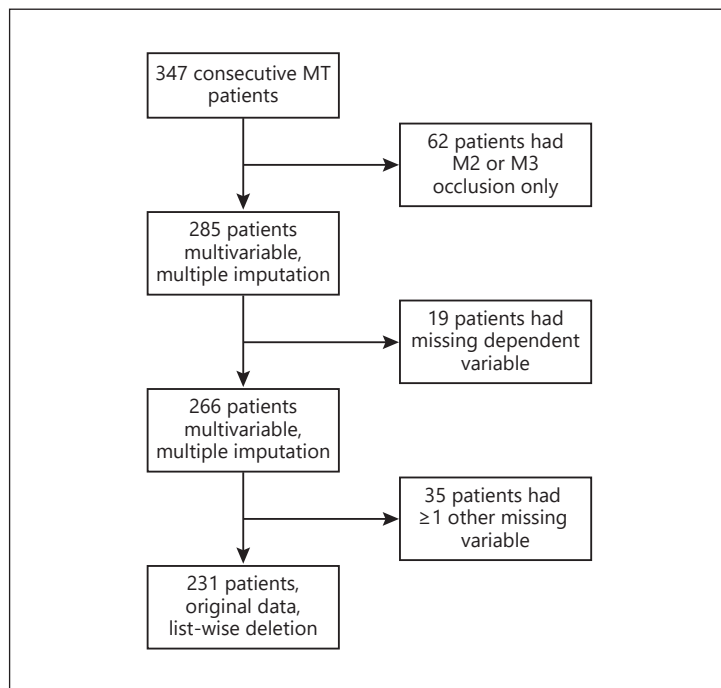 347 consecutive MT
patients
62 patients had
M2 or M3
occlusion only
285 patients
multivariable,
multiple imputation
19 patients had
missing dependent
variable
266 patients
multivariable,
multiple imputation
35 patients had
≥1 other missing
variable
231 patients,
original data,
list-wise deletion